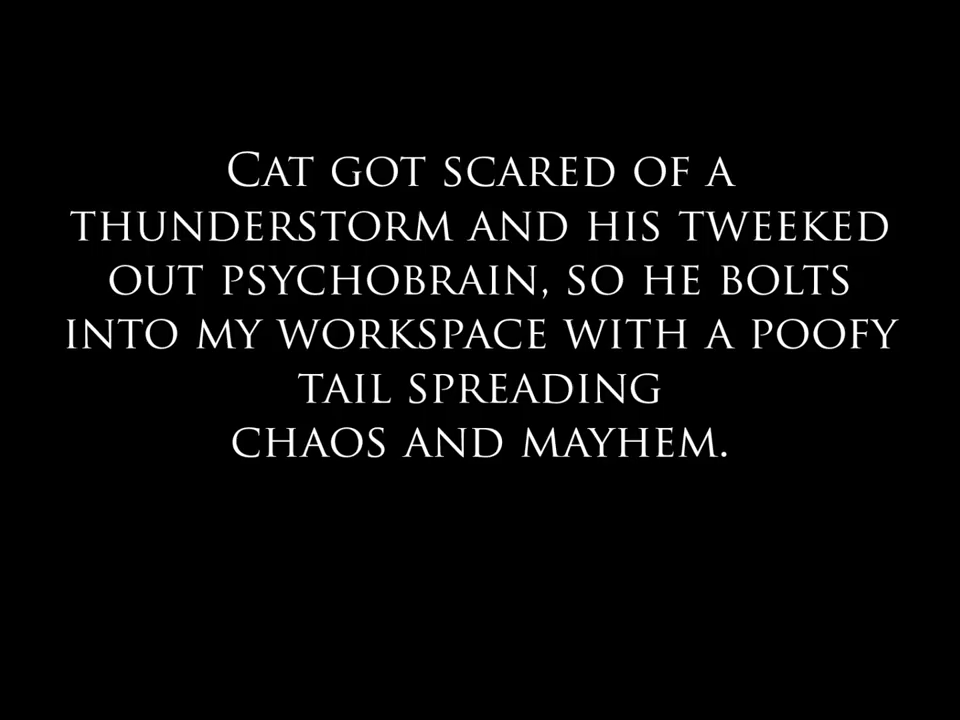 Cat got scared of a
thunderstorm and his tweeked
out psychobrain, so he bolts
into my workspace with a poofy
tail spreading
chaos and mayhem.